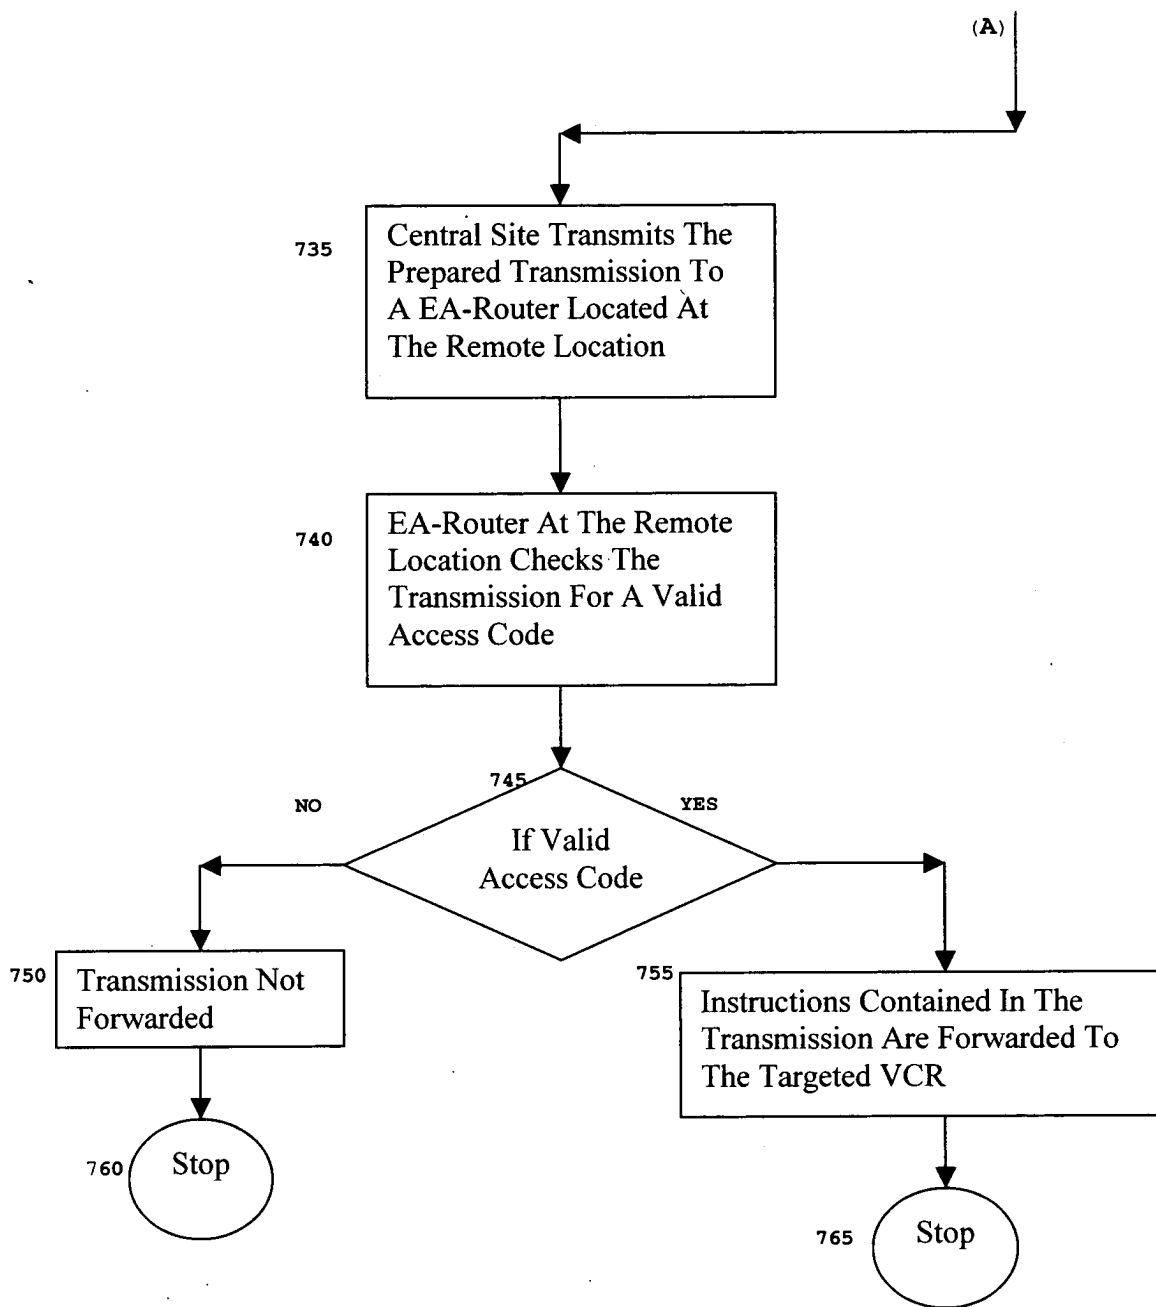 (A)
735
Central Site Transmits The
Prepared Transmission To
A EA-Router Located At
The Remote Location
740
EA-Router At The Remote
Location Checks The
Transmission For A Valid
Access Code
745
NO
YES
If Valid
Access Code
750
Transmission Not
Forwarded
755
Instructions Contained In The
Transmission Are Forwarded To
The Targeted VCR
760
Stop
765
Stop